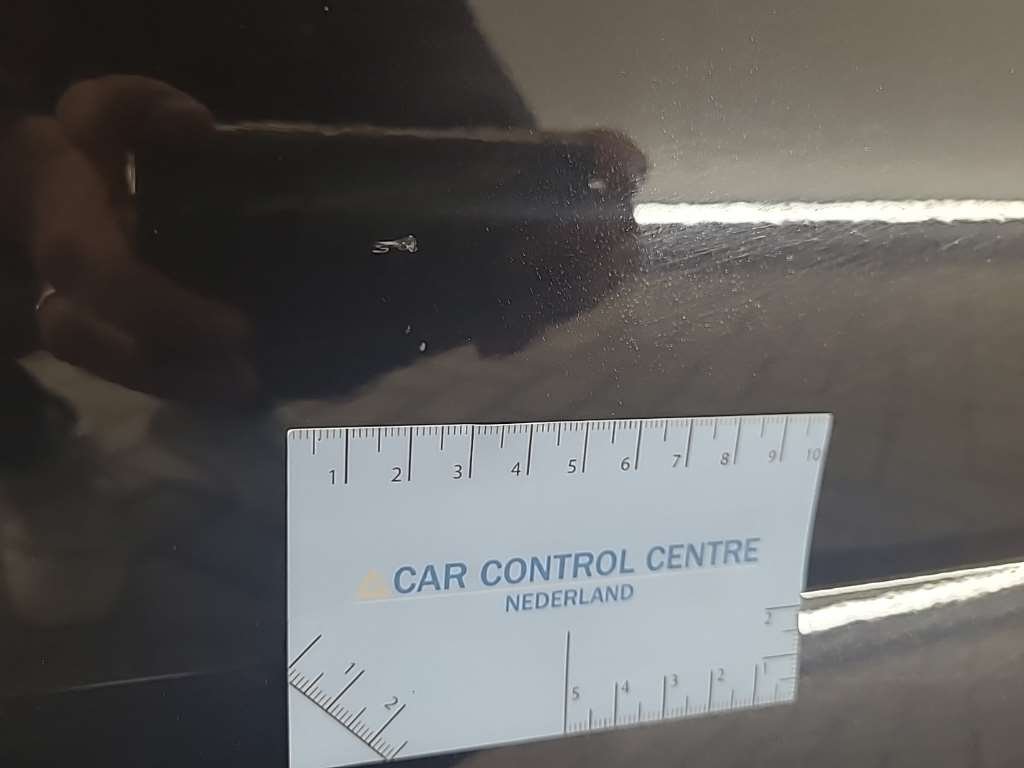 1 2 3 4 5 6 7 8 9 10
CAR CONTROL CENTRE
NEDERLAND
2
1 2
5 4 3 2 1